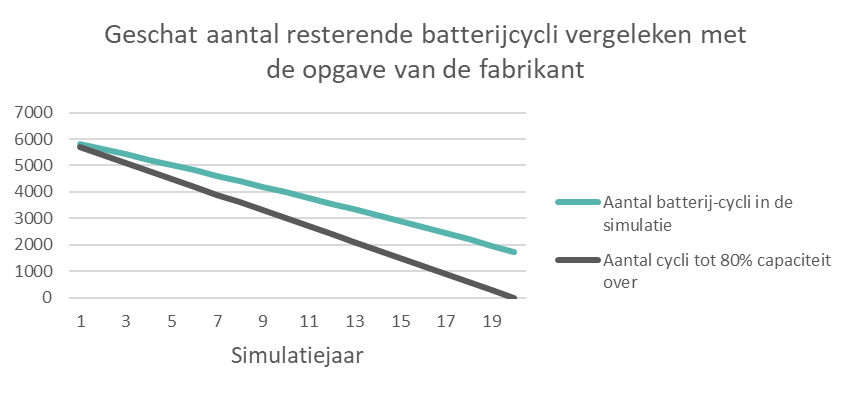 Geschat aantal resterende batterijcycli vergeleken met
de opgave van de fabrikant
7000
6000
5000
4000
3000
2000
1000
0
1 3 5 7 9 11 13 15 17 19
Simulatiejaar
Aantal batterij-cycli in de
simulatie
Aantal cycli tot 80% capaciteit
over